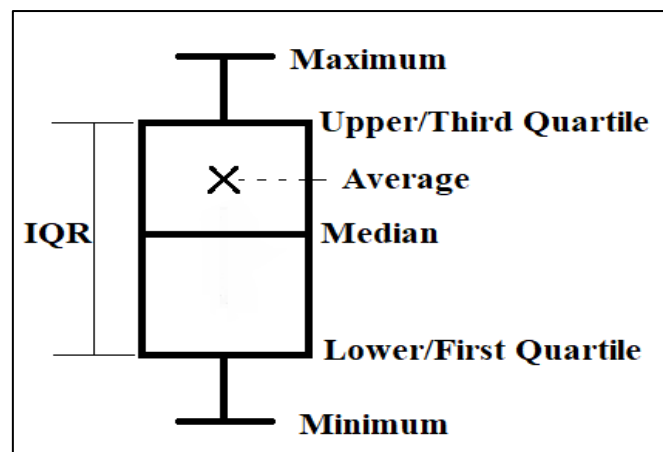 Maximum
Upper/Third Quartile
Average
IQR
Median
Lower/First Quartile
Minimum